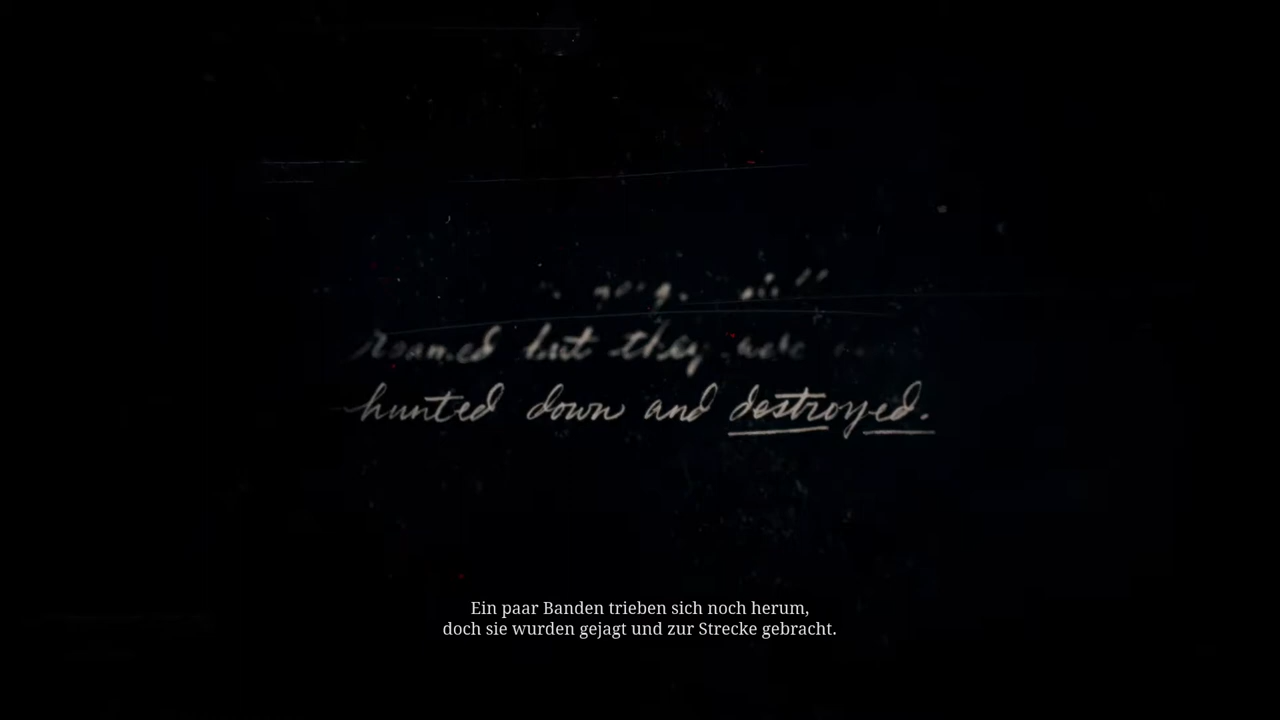 roamed but they were
hunted down and destroyed.
Ein paar Banden trieben sich noch herum,
doch sie wurden gejagt und zur Strecke gebracht.